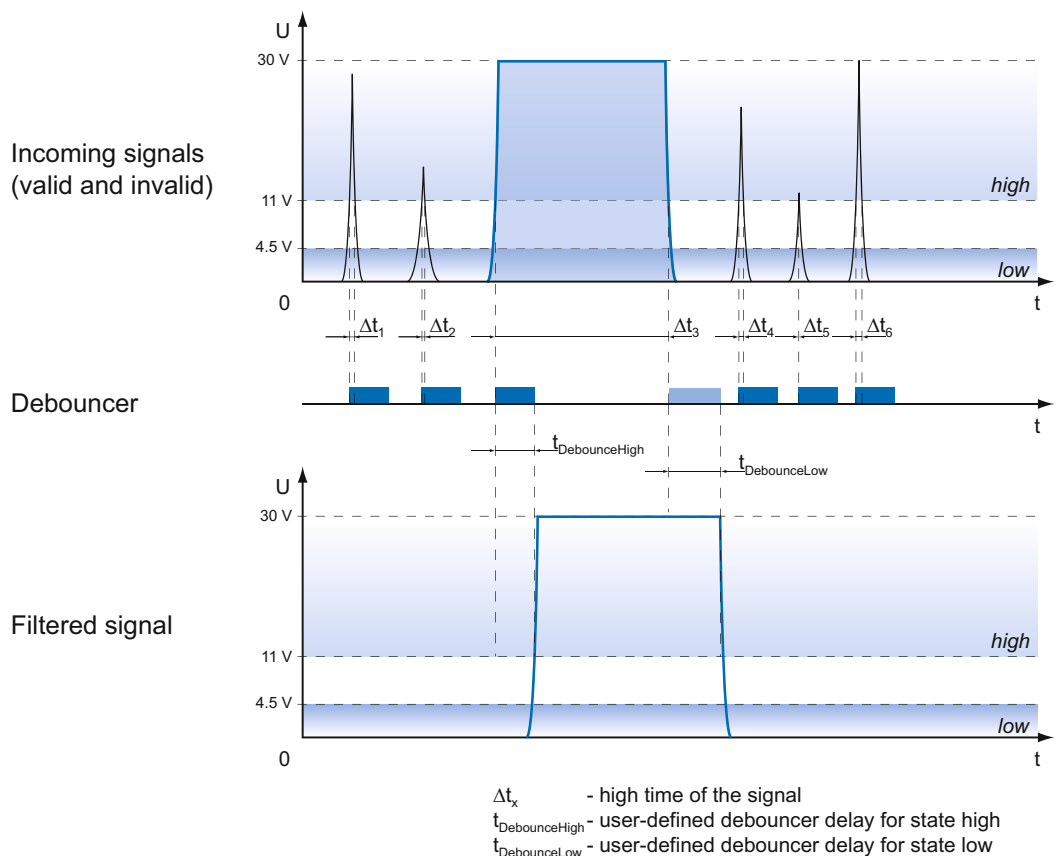 U
30 V
Incoming signals
(valid and invalid)
high
11 V
4.5 V
low
0
t
Δt1 Δt2 Δt3 Δt4 Δt5 Δt6
Debouncer
t
tDebounceHigh
tDebounceLow
U
30 V
Filtered signal
high
11 V
4.5 V
low
0
t
Δtx - high time of the signal
tDebounceHigh - user-defined debouncer delay for state high
tDebounceLow - user-defined debouncer delay for state low